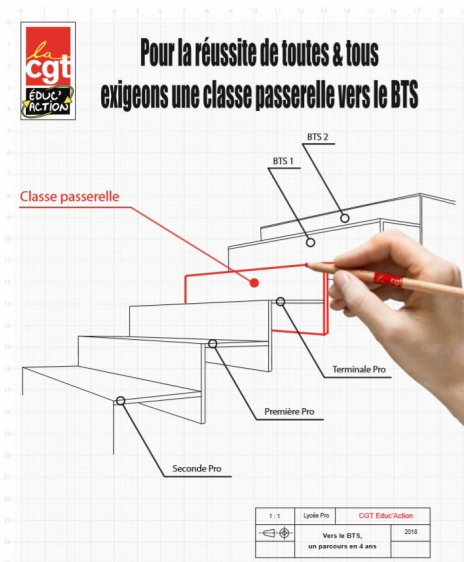 la
cgt
ÉDUC'
ACTION
Pour la réussite de toutes & tous
exigeons une classe passerelle vers le BTS
BTS 2
BTS 1
Classe passerelle
Terminale Pro
Première Pro
Seconde Pro
1 : 1
Lycée Pro
CGT Educ'Action
Vers le BTS,
un parcours en 4 ans
2018